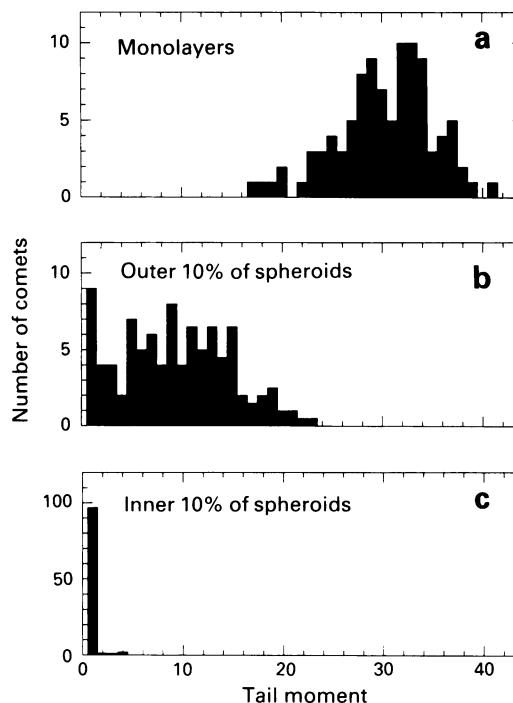 10
Monolayers
a
5
0
10
Outer 10% of spheroids
b
5
0
Number of comets
100
Inner 10% of spheroids
c
50
0
0 10 20 30 40
Tail moment